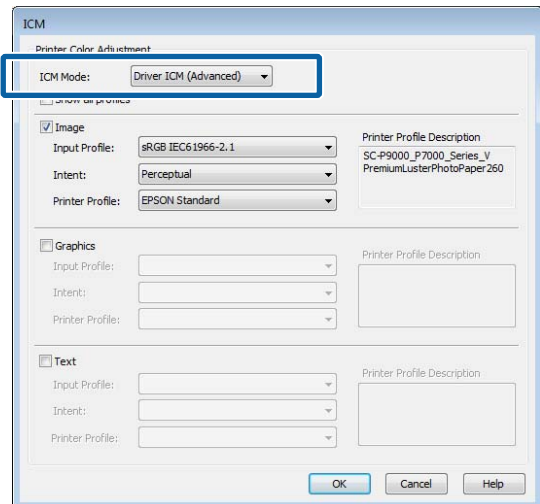 ICM
Printer Color Adjustment
ICM Mode: Driver ICM (Advanced)
Show all profiles
Image
Input Profile: sRGB IEC61966-2.1
Intent: Perceptual
Printer Profile: EPSON Standard
Printer Profile Description
SC-P9000_P7000_Series_V
PremiumLusterPhotoPaper260
Graphics
Input Profile:
Intent:
Printer Profile:
Printer Profile Description
Text
Input Profile:
Intent:
Printer Profile:
Printer Profile Description
OK Cancel Help